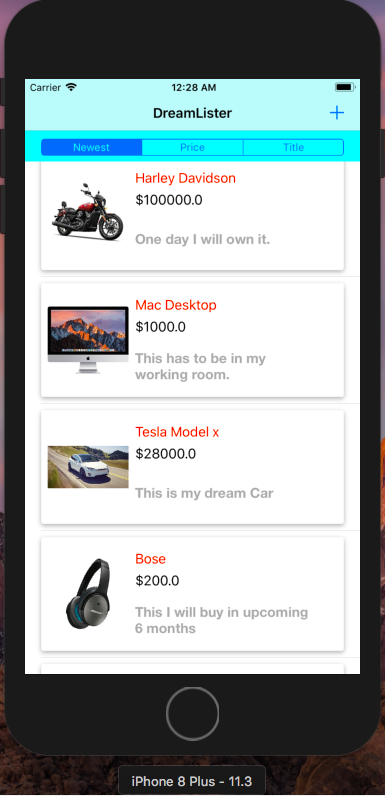 Carrier 12:28 AM
DreamLister +
Newest Price Title
Harley Davidson
$100000.0
One day I will own it.
Mac Desktop
$1000.0
This has to be in my
working room.
Tesla Model x
$28000.0
This is my dream Car
Bose
$200.0
This I will buy in upcoming
6 months
iPhone 8 Plus - 11.3